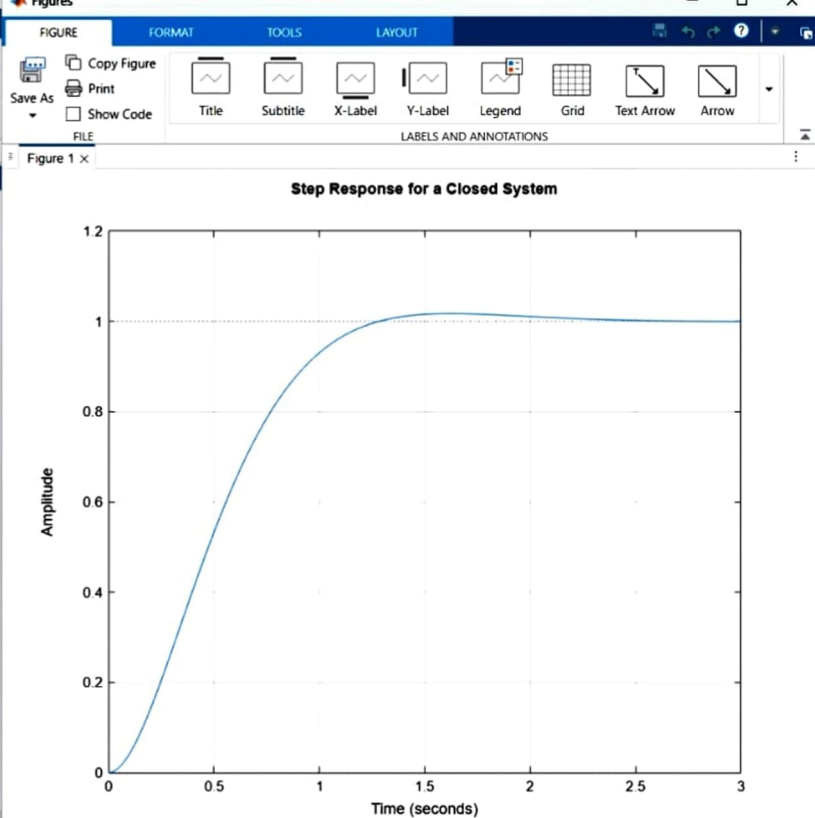 Figures
FIGURE FORMAT TOOLS LAYOUT
?
Save As
Copy Figure
Print
Show Code
FILE
Title Subtitle X-Label Y-Label Legend Grid Text Arrow Arrow
T
LABELS AND ANNOTATIONS
Figure 1 ×
Step Response for a Closed System
1.2
1
0.8
0.6
0.4
0.2
0
Amplitude
0 0.5 1 1.5 2 2.5 3
Time (seconds)